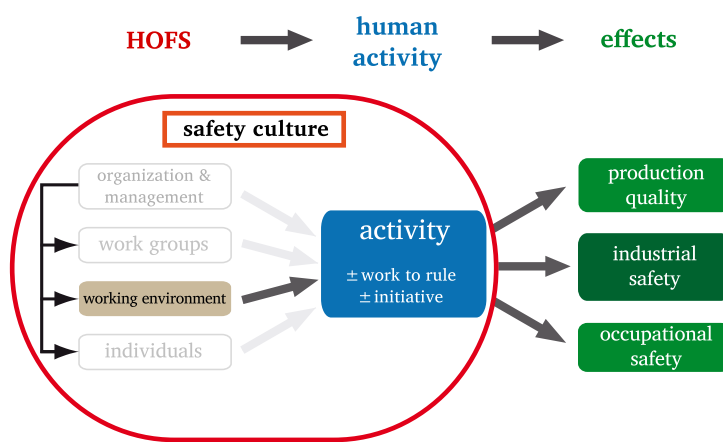 HOFS
human
activity
effects
safety culture
organization &
management
work groups
working environment
individuals
activity
± work to rule
± initiative
production
quality
industrial
safety
occupational
safety